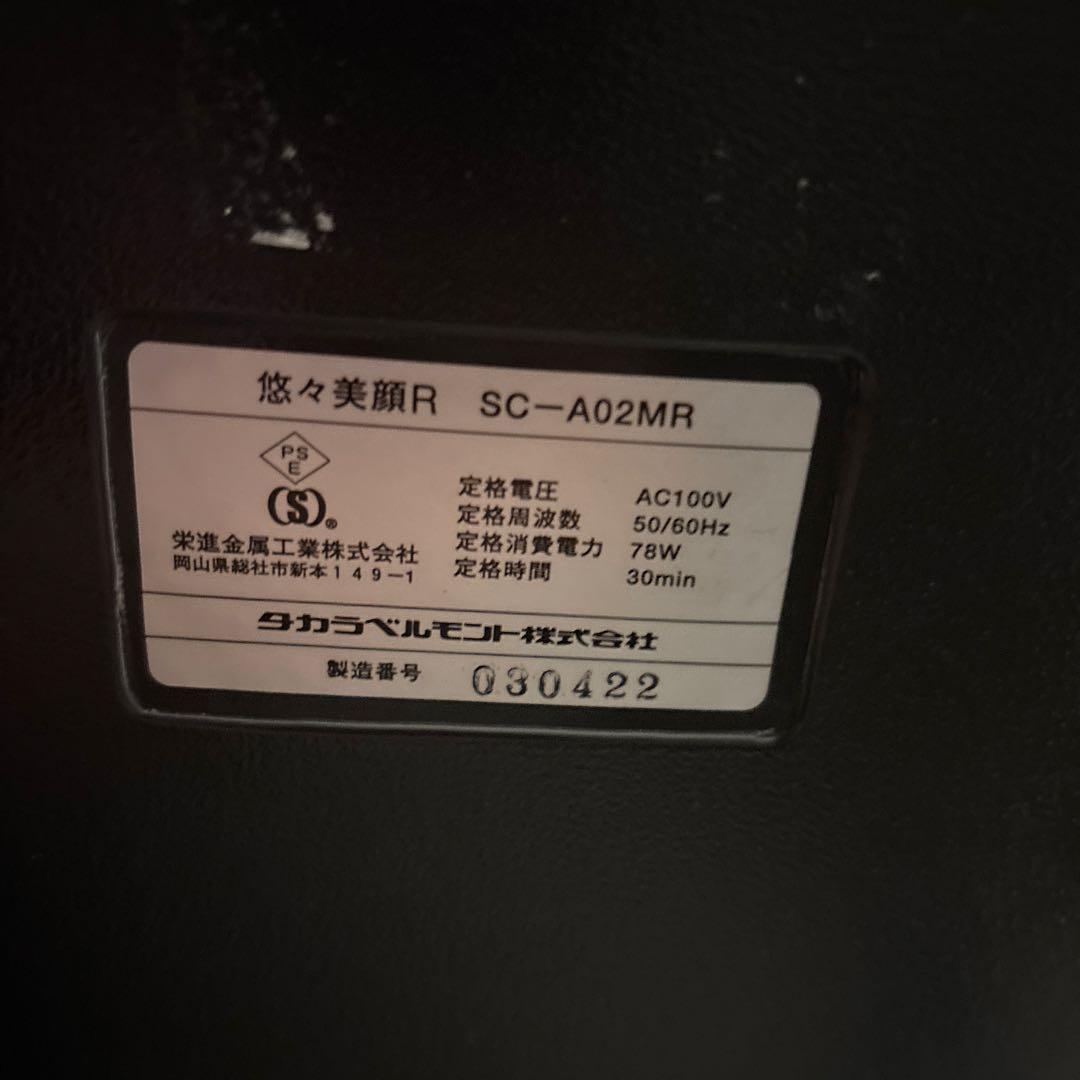 悠々美顔R SC-A02MR
PS
E
(S)®
栄進金属工業株式会社
岡山県総社市新本149-1
定格電圧 AC100V
定格周波数 50/60Hz
定格消費電力 78W
定格時間 30min
タカラベルモント株式会社
製造番号 030422